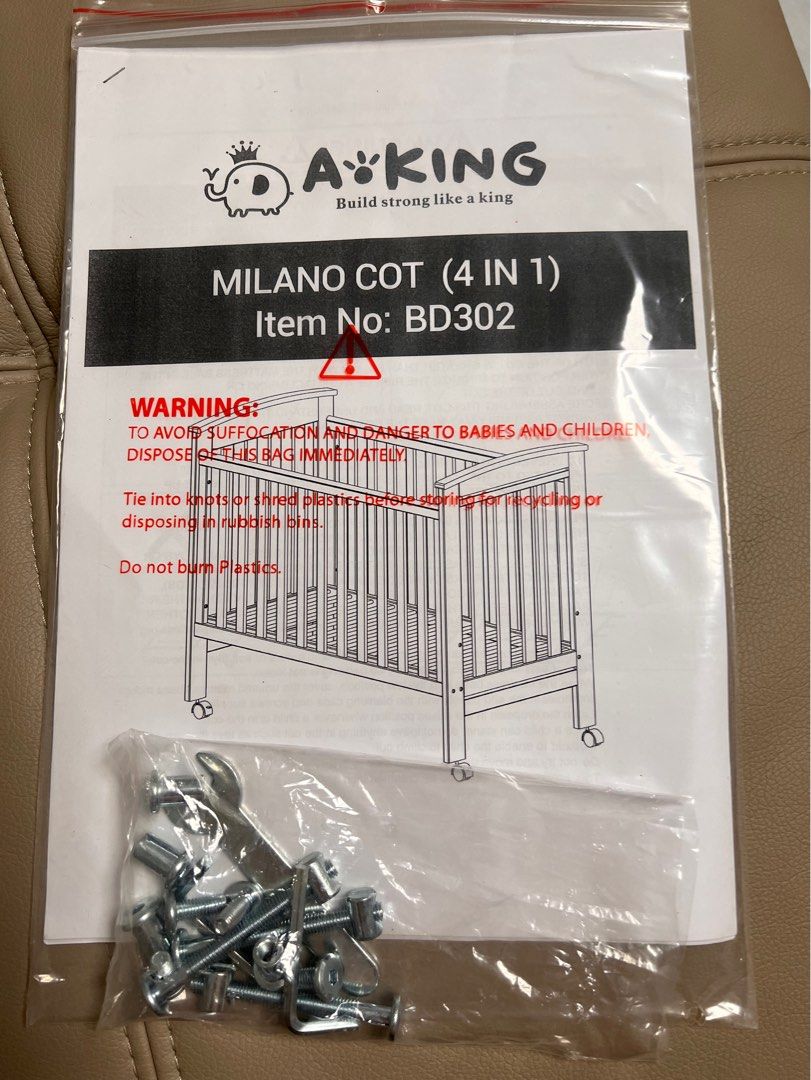 A KING
Build strong like a king
MILANO COT (4 IN 1)
Item No: BD302
WARNING:
TO AVOID SUFFOCATION AND DANGER TO BABIES AND CHILDREN,
DISPOSE OF THIS BAG IMMEDIATELY
Tie into knots or shred plastics before storing for recycling or
disposing in rubbish bins.
Do not burn Plastics.